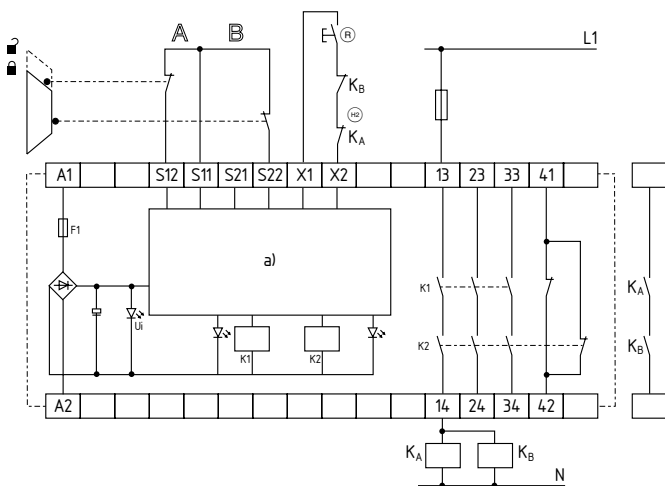 A B
R
L1
KB
H2
KA
A1 S12 S11 S21 S22 X1 X2 13 23 33 41
F1
a)
K1
KA
Ui
K1 K2
K2
KB
A2 14 24 34 42
KA KB
N